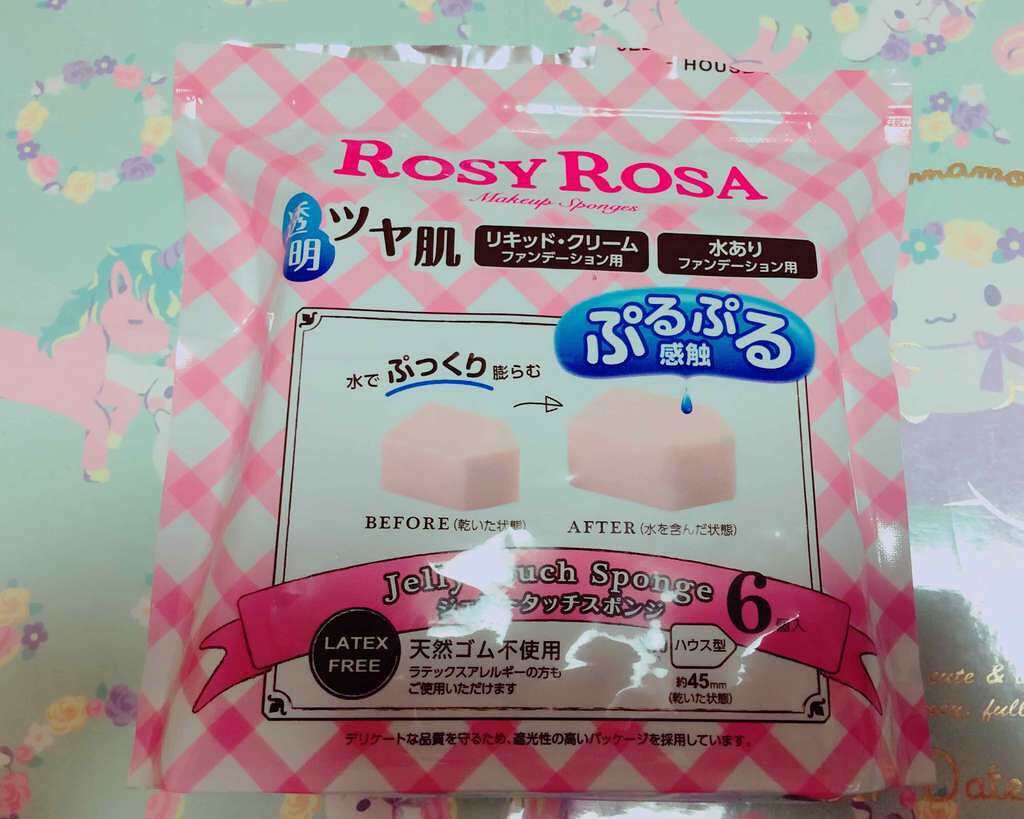 HOUSE
ROSY ROSA
Makeup Sponges
透明
ツヤ肌
リキッド・クリーム
ファンデーション用
水あり
ファンデーション用
ぷるぷる
感触
水でぷっくり膨らむ
BEFORE (乾いた状態)
AFTER (水を含んだ状態)
Jelly Touch Sponge
ジェリータッチスポンジ
6個入
LATEX
FREE
天然ゴム不使用
ラテックスアレルギーの方も
ご使用いただけます
ハウス型
約45mm
(乾いた状態)
デリケートな品質を守るため、遮光性の高いパッケージを採用しています。